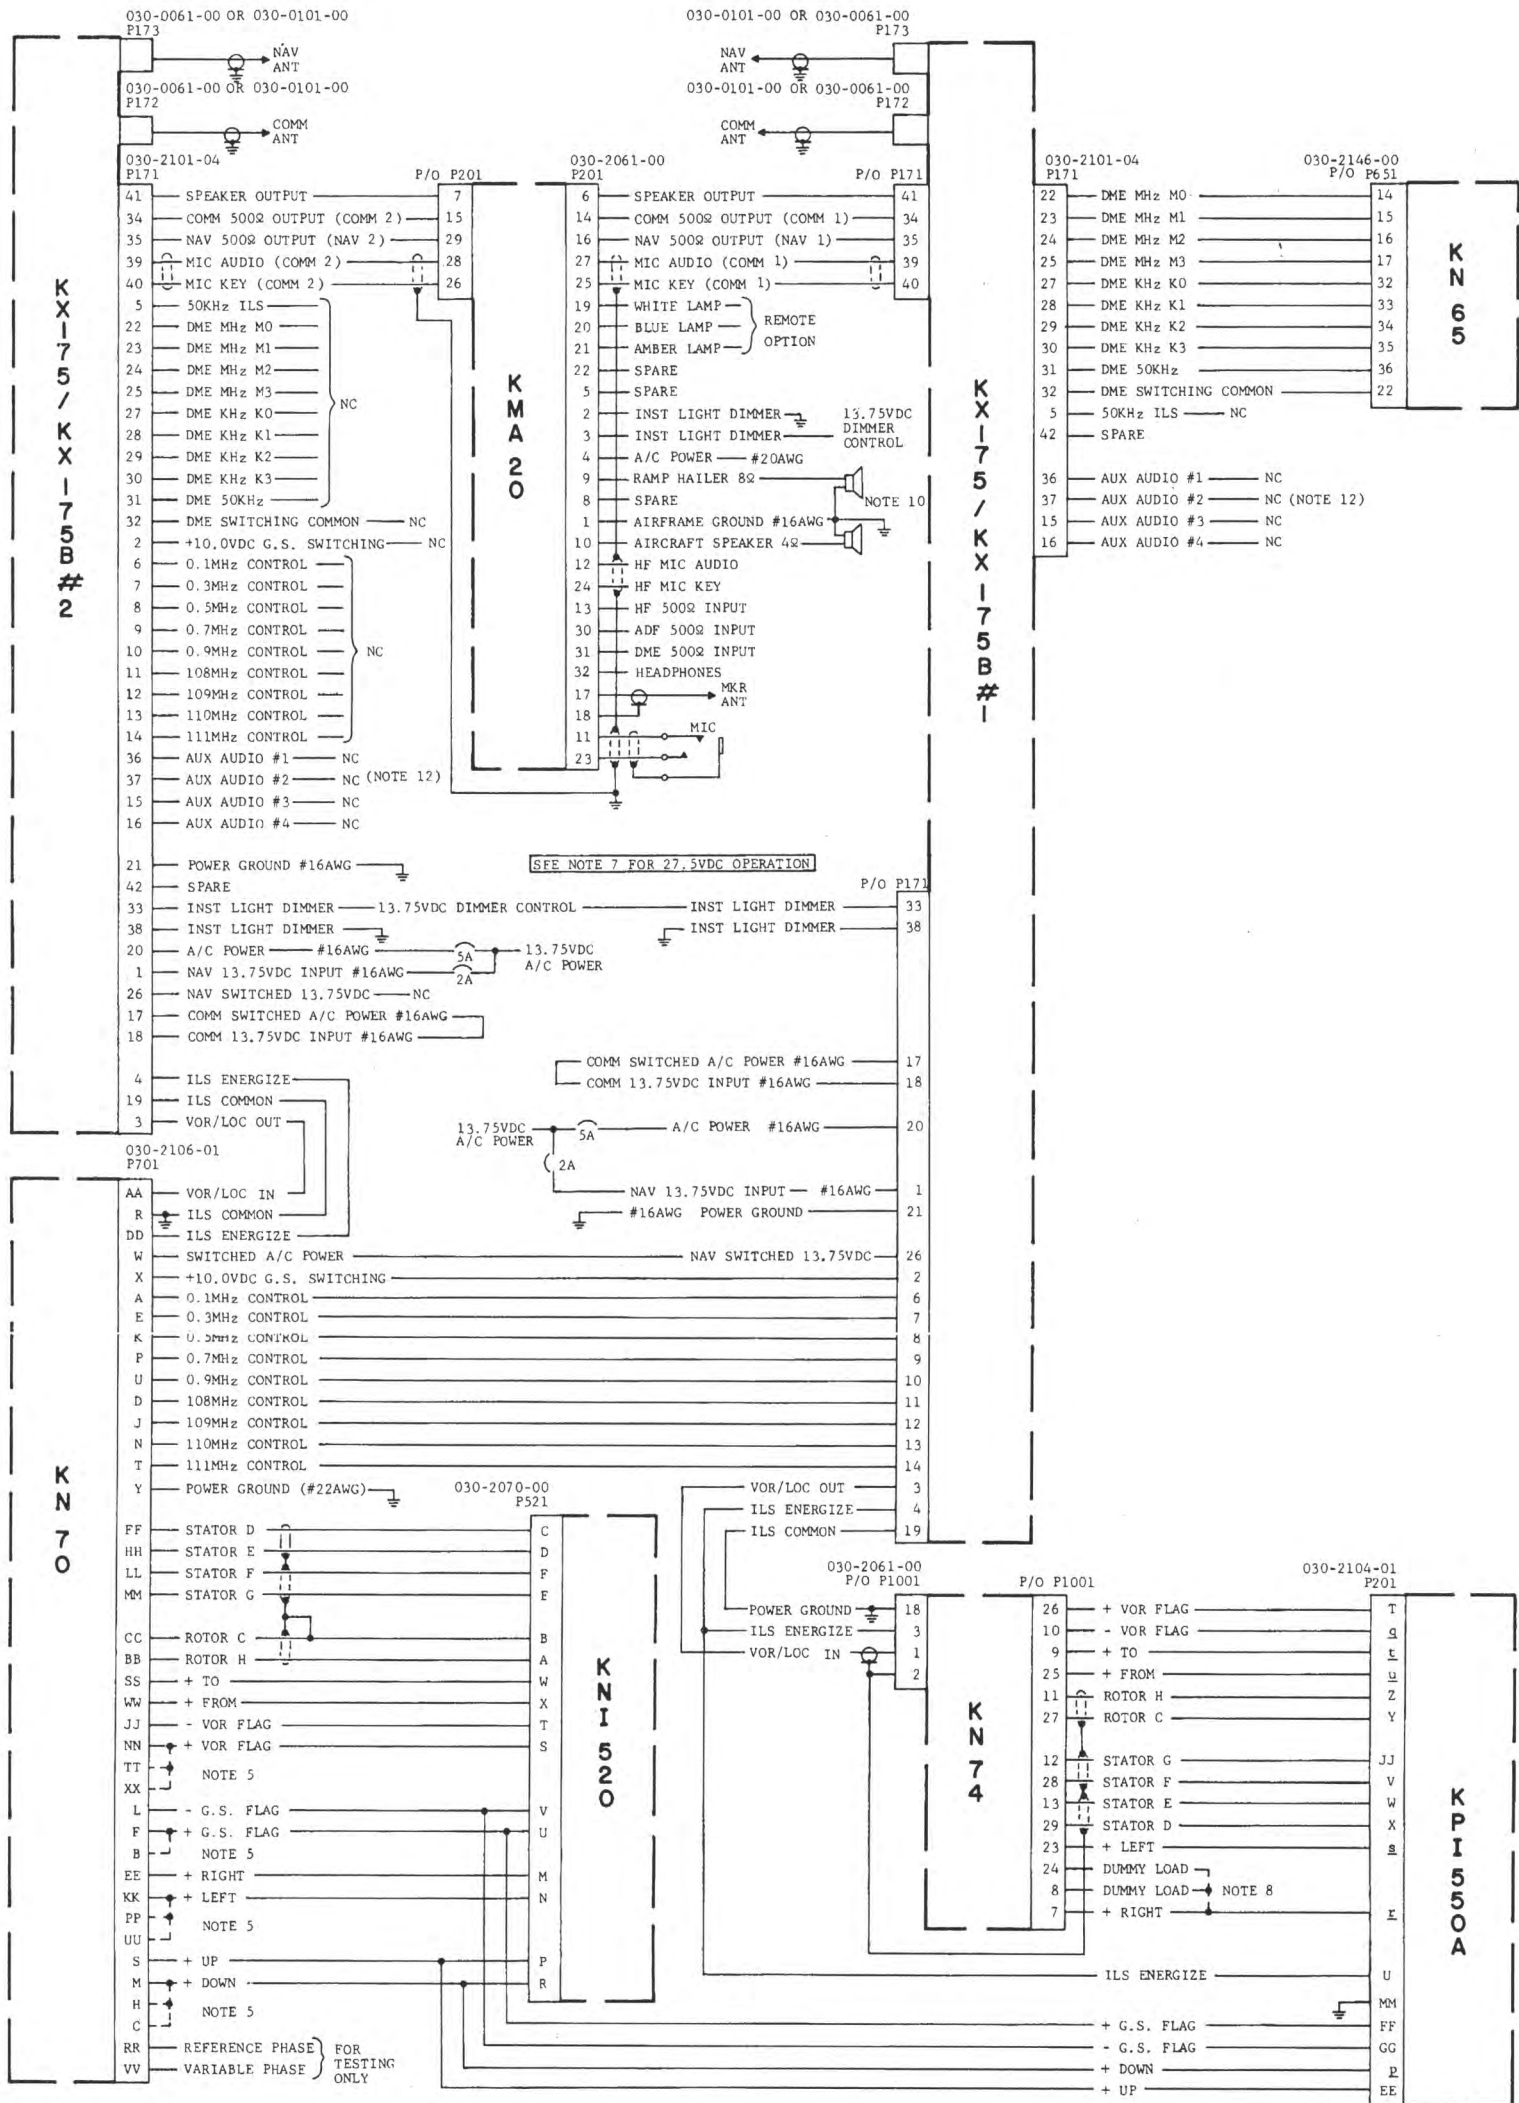 030-0061-00 OR 030-0101-00
P173
NAV
ANT
030-0061-00 OR 030-0101-00
P172
COMM
ANT
030-2101-04
P171
P/O P201
41 SPEAKER OUTPUT 7
34 COMM 500Ω OUTPUT (COMM 2) 15
35 NAV 500Ω OUTPUT (NAV 2) 29
39 MIC AUDIO (COMM 2) 28
40 MIC KEY (COMM 2) 26
5 50KHz ILS
22 DME MHz M0
23 DME MHz M1
24 DME MHz M2
25 DME MHz M3
NC
27 DME KHz K0
28 DME KHz K1
29 DME KHz K2
30 DME KHz K3
31 DME 50KHz
32 DME SWITCHING COMMON NC
2 +10.0VDC G.S. SWITCHING NC
6 0.1MHz CONTROL
7 0.3MHz CONTROL
8 0.5MHz CONTROL
9 0.7MHz CONTROL
10 0.9MHz CONTROL
NC
11 108MHz CONTROL
12 109MHz CONTROL
13 110MHz CONTROL
14 111MHz CONTROL
36 AUX AUDIO #1 NC
37 AUX AUDIO #2 NC (NOTE 12)
15 AUX AUDIO #3 NC
16 AUX AUDIO #4 NC
21 POWER GROUND #16AWG
42 SPARE
33 INST LIGHT DIMMER 13.75VDC DIMMER CONTROL INST LIGHT DIMMER 33
38 INST LIGHT DIMMER
INST LIGHT DIMMER 38
20 A/C POWER #16AWG 5A 13.75VDC
A/C POWER
1 NAV 13.75VDC INPUT #16AWG 2A
26 NAV SWITCHED 13.75VDC NC
17 COMM SWITCHED A/C POWER #16AWG
18 COMM 13.75VDC INPUT #16AWG
4 ILS ENERGIZE
19 ILS COMMON
3 VOR/LOC OUT
KX 175/KX 175B #2
030-0101-00 OR 030-0061-00
P173
NAV
ANT
030-0101-00 OR 030-0061-00
P172
COMM
ANT
030-2061-00
P201
P/O P171
6 SPEAKER OUTPUT 41
14 COMM 500Ω OUTPUT (COMM 1) 34
16 NAV 500Ω OUTPUT (NAV 1) 35
27 MIC AUDIO (COMM 1) 39
25 MIC KEY (COMM 1) 40
19 WHITE LAMP
20 BLUE LAMP
21 AMBER LAMP
REMOTE
OPTION
22 SPARE
5 SPARE
2 INST LIGHT DIMMER
3 INST LIGHT DIMMER
13.75VDC
DIMMER
CONTROL
4 A/C POWER #20AWG
9 RAMP HAILER 8Ω
NOTE 10
8 SPARE
1 AIRFRAME GROUND #16AWG
10 AIRCRAFT SPEAKER 4Ω
12 HF MIC AUDIO
24 HF MIC KEY
13 HF 500Ω INPUT
30 ADF 500Ω INPUT
31 DME 500Ω INPUT
32 HEADPHONES
17 MKR
ANT
18
11 MIC
23
KMA 20
SEE NOTE 7 FOR 27.5VDC OPERATION
P/O P171
COMM SWITCHED A/C POWER #16AWG 17
COMM 13.75VDC INPUT #16AWG 18
13.75VDC
A/C POWER
5A A/C POWER #16AWG 20
2A
NAV 13.75VDC INPUT #16AWG 1
#16AWG POWER GROUND 21
KX 175/KX 175B #1
030-2101-04
P171
030-2146-00
P/O P651
22 DME MHz M0 14
23 DME MHz M1 15
24 DME MHz M2 16
25 DME MHz M3 17
27 DME KHz K0 32
28 DME KHz K1 33
29 DME KHz K2 34
30 DME KHz K3 35
31 DME 50KHz 36
32 DME SWITCHING COMMON 22
5 50KHz ILS NC
42 SPARE
36 AUX AUDIO #1 NC
37 AUX AUDIO #2 NC (NOTE 12)
15 AUX AUDIO #3 NC
16 AUX AUDIO #4 NC
KN 65
030-2106-01
P701
AA VOR/LOC IN
R ILS COMMON
DD ILS ENERGIZE
W SWITCHED A/C POWER NAV SWITCHED 13.75VDC 26
X +10.0VDC G.S. SWITCHING 2
A 0.1MHz CONTROL 6
E 0.3MHz CONTROL 7
K 0.5MHz CONTROL 8
P 0.7MHz CONTROL 9
U 0.9MHz CONTROL 10
D 108MHz CONTROL 11
J 109MHz CONTROL 12
N 110MHz CONTROL 13
T 111MHz CONTROL 14
Y POWER GROUND (#22AWG)
VOR/LOC OUT 3
ILS ENERGIZE 4
ILS COMMON 19
030-2070-00
P521
FF STATOR D C
HH STATOR E D
LL STATOR F F
MM STATOR G E
CC ROTOR C B
BB ROTOR H A
SS + TO W
WW + FROM X
JJ - VOR FLAG T
NN + VOR FLAG S
TT
NOTE 5
XX
L - G.S. FLAG V
F + G.S. FLAG U
B NOTE 5
EE + RIGHT M
KK + LEFT N
PP
NOTE 5
UU
S + UP P
M + DOWN R
H
NOTE 5
C
RR REFERENCE PHASE
VV VARIABLE PHASE
FOR
TESTING
ONLY
KN 70
KNI 520
030-2061-00
P/O P1001
POWER GROUND 18
ILS ENERGIZE 3
VOR/LOC IN 1
2
KN 74
P/O P1001
030-2104-01
P201
26 + VOR FLAG T
10 - VOR FLAG q
9 + TO t
25 + FROM u
11 ROTOR H Z
27 ROTOR C Y
12 STATOR G JJ
28 STATOR F V
13 STATOR E W
29 STATOR D X
23 + LEFT s
24 DUMMY LOAD
8 DUMMY LOAD NOTE 8
7 + RIGHT r
ILS ENERGIZE U
MM
+ G.S. FLAG FF
- G.S. FLAG GG
+ DOWN p
+ UP EE
KPI 550A